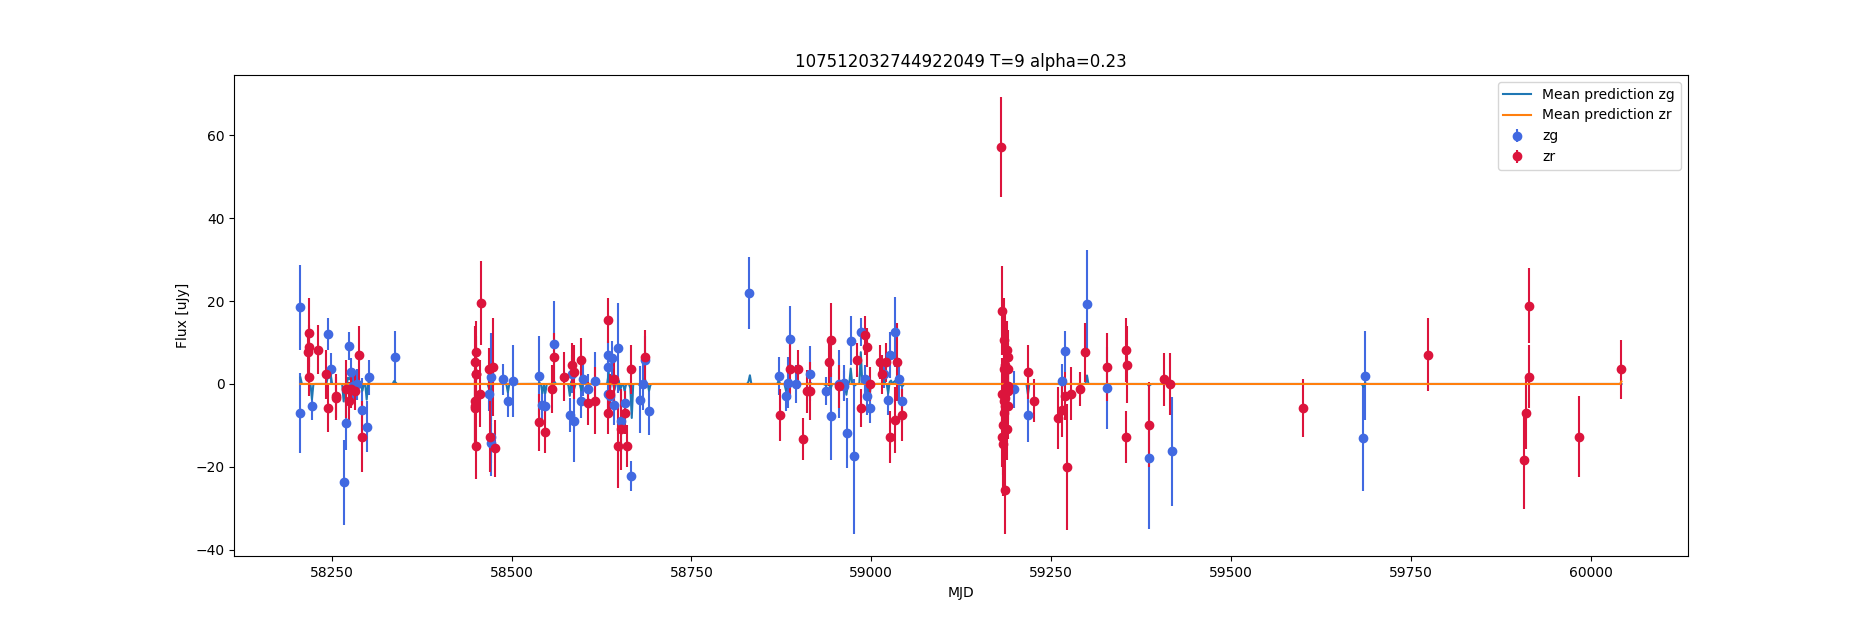 107512032744922049 T=9 alpha=0.23
Mean prediction zg
Mean prediction zr
zg
zr
Flux [uJy]
60
40
20
0
−20
−40
58250 58500 58750 59000 59250 59500 59750 60000
MJD